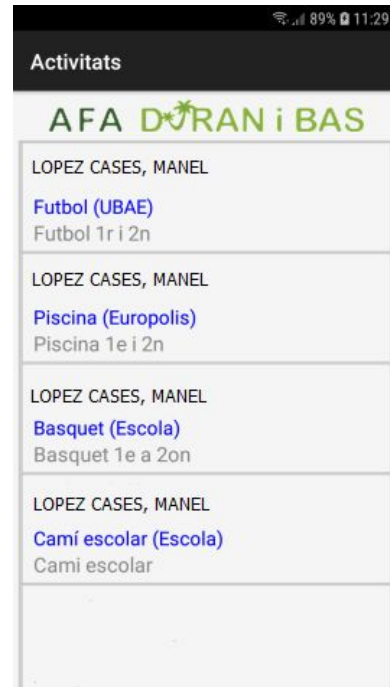 89% 11:29
Activitats
AFA DURAN i BAS
LOPEZ CASES, MANEL
Futbol (UBAE)
Futbol 1r i 2n
LOPEZ CASES, MANEL
Piscina (Europolis)
Piscina 1e i 2n
LOPEZ CASES, MANEL
Basquet (Escola)
Basquet 1e a 2on
LOPEZ CASES, MANEL
Camí escolar (Escola)
Cami escolar